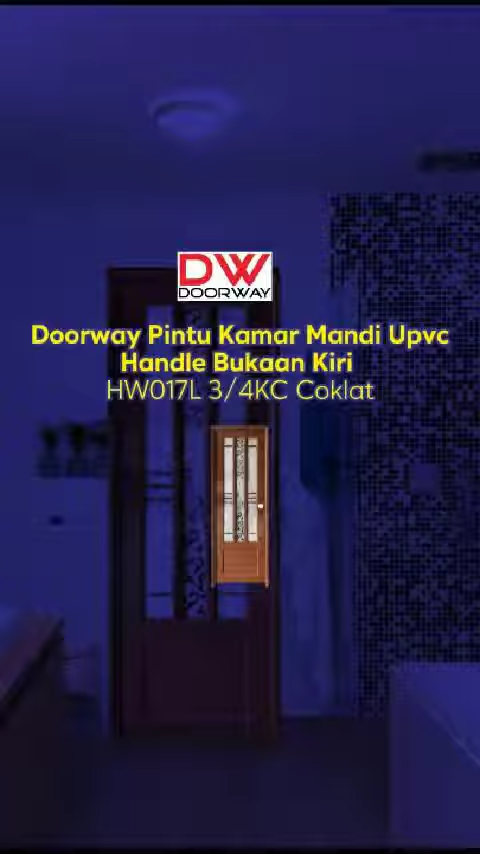 DW
DOORWAY
Doorway Pintu Kamar Mandi Upvc
Handle Bukaan Kiri
HW017L 3/4KC Coklat